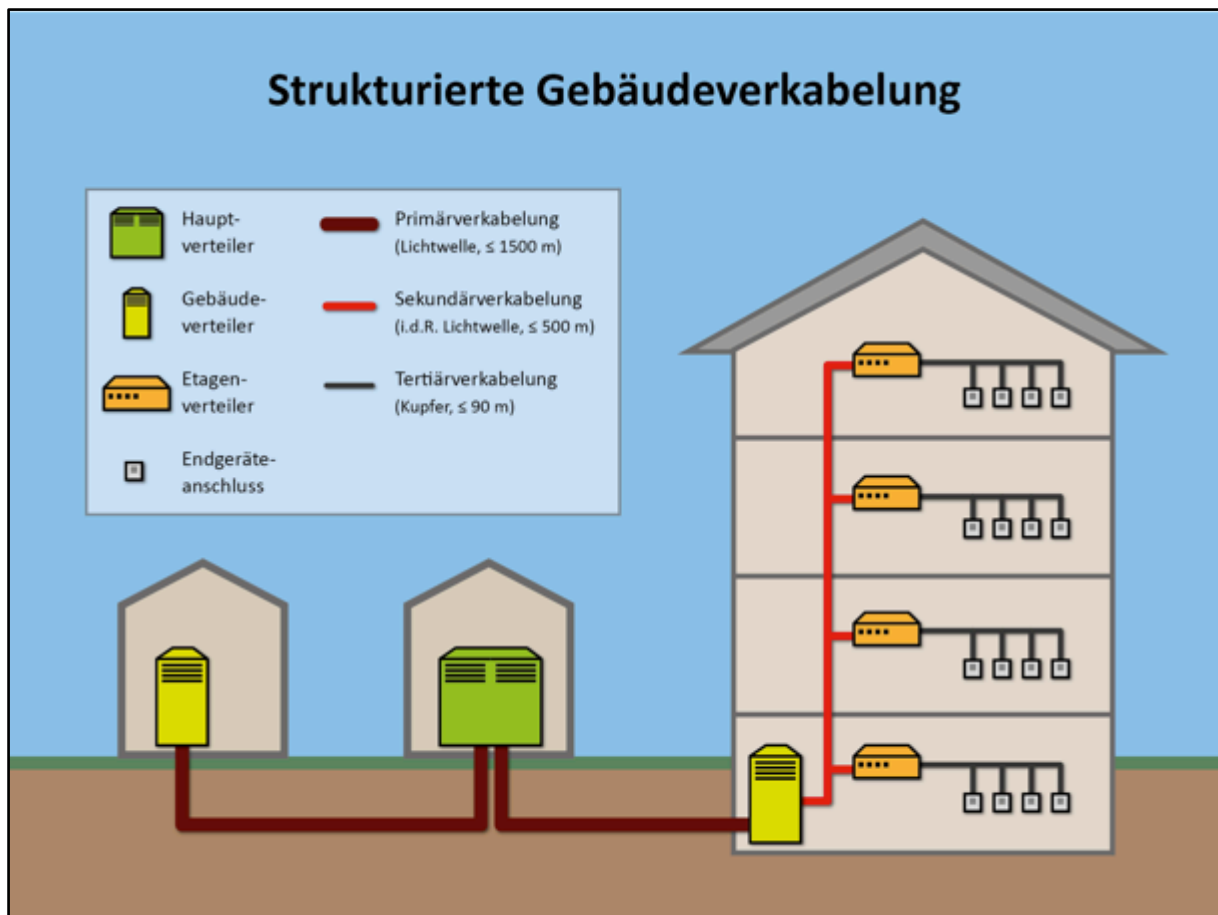 Strukturierte Gebäudeverkabelung
Haupt-
verteiler
Primärverkabelung
(Lichtwelle, ≤ 1500 m)
Gebäude-
verteiler
Sekundärverkabelung
(i.d.R. Lichtwelle, ≤ 500 m)
Etagen-
verteiler
Tertiärverkabelung
(Kupfer, ≤ 90 m)
Endgeräte-
anschluss